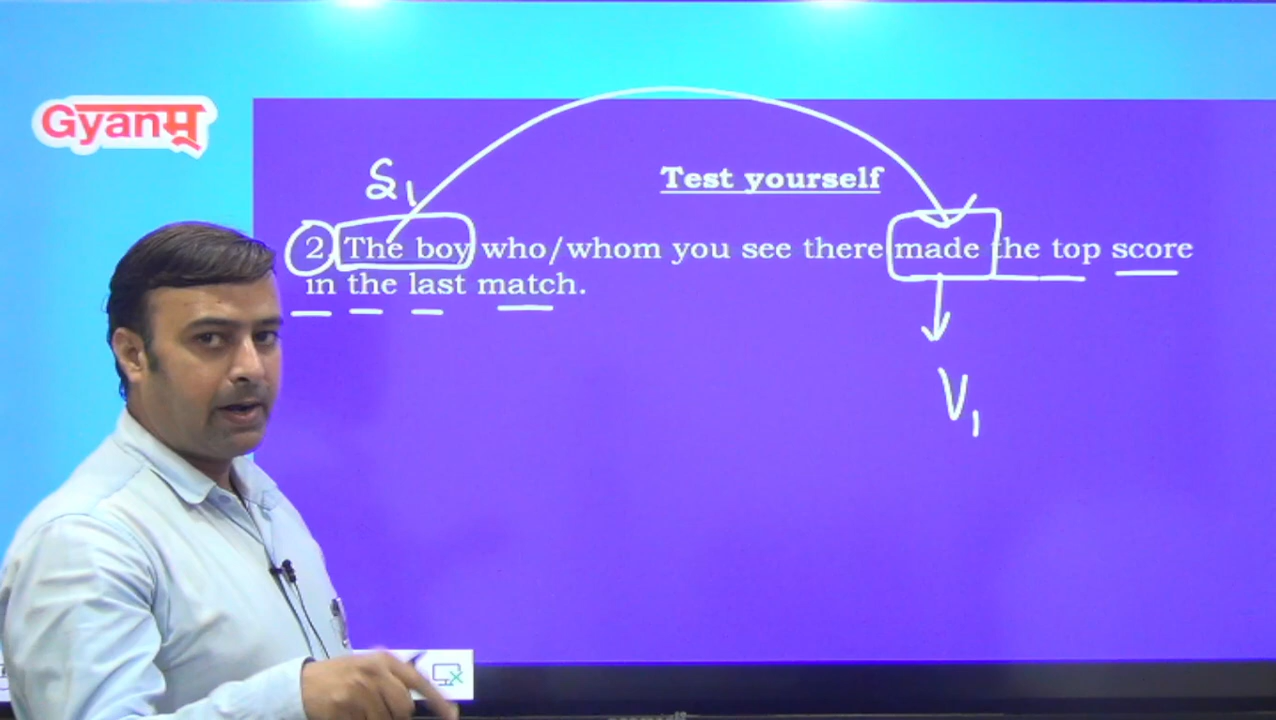 Gyanम्
Test yourself
S1
2 The boy who/whom you see there made the top score
in the last match.
V1